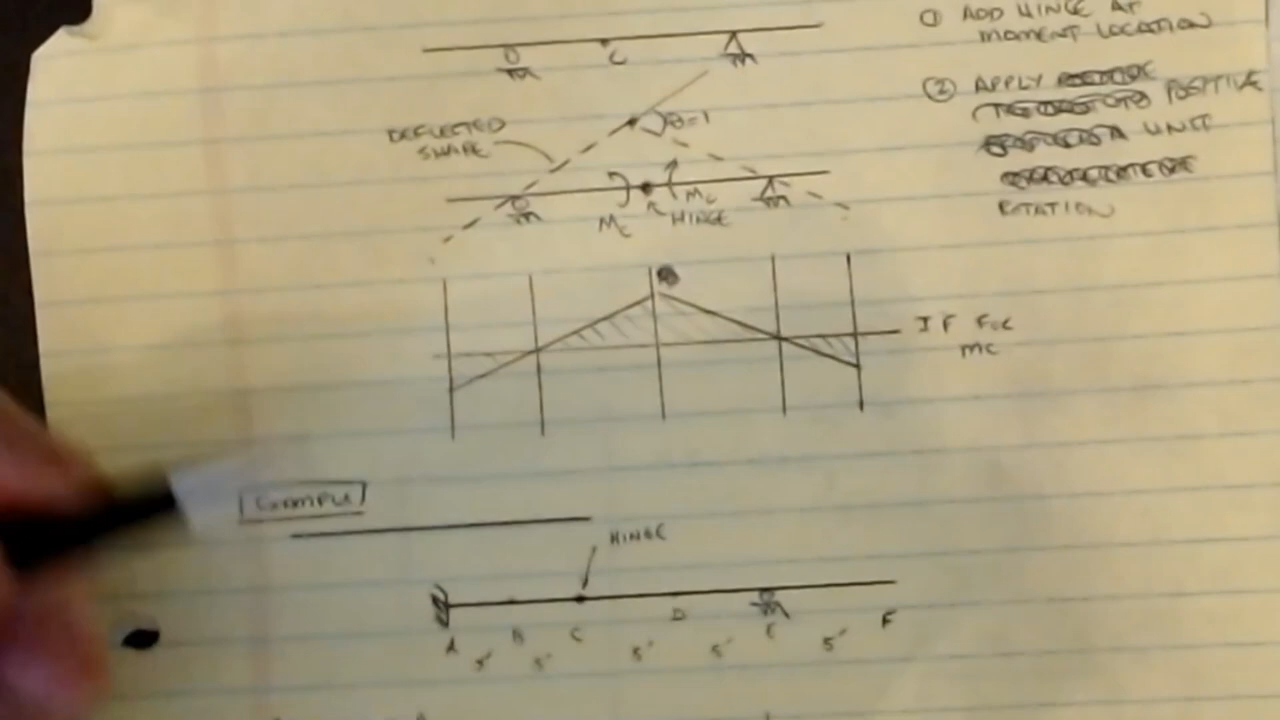 ① ADD HINGE AT
MOMENT LOCATION
C
② APPLY
POSITIVE
UNIT
ROTATION
θ=1
DEFLECTED
SHAPE
Mc
Mc
HINGE
IF FOR
MC
Example
HINGE
A B C D E F
5' 5' 5' 5' 5'